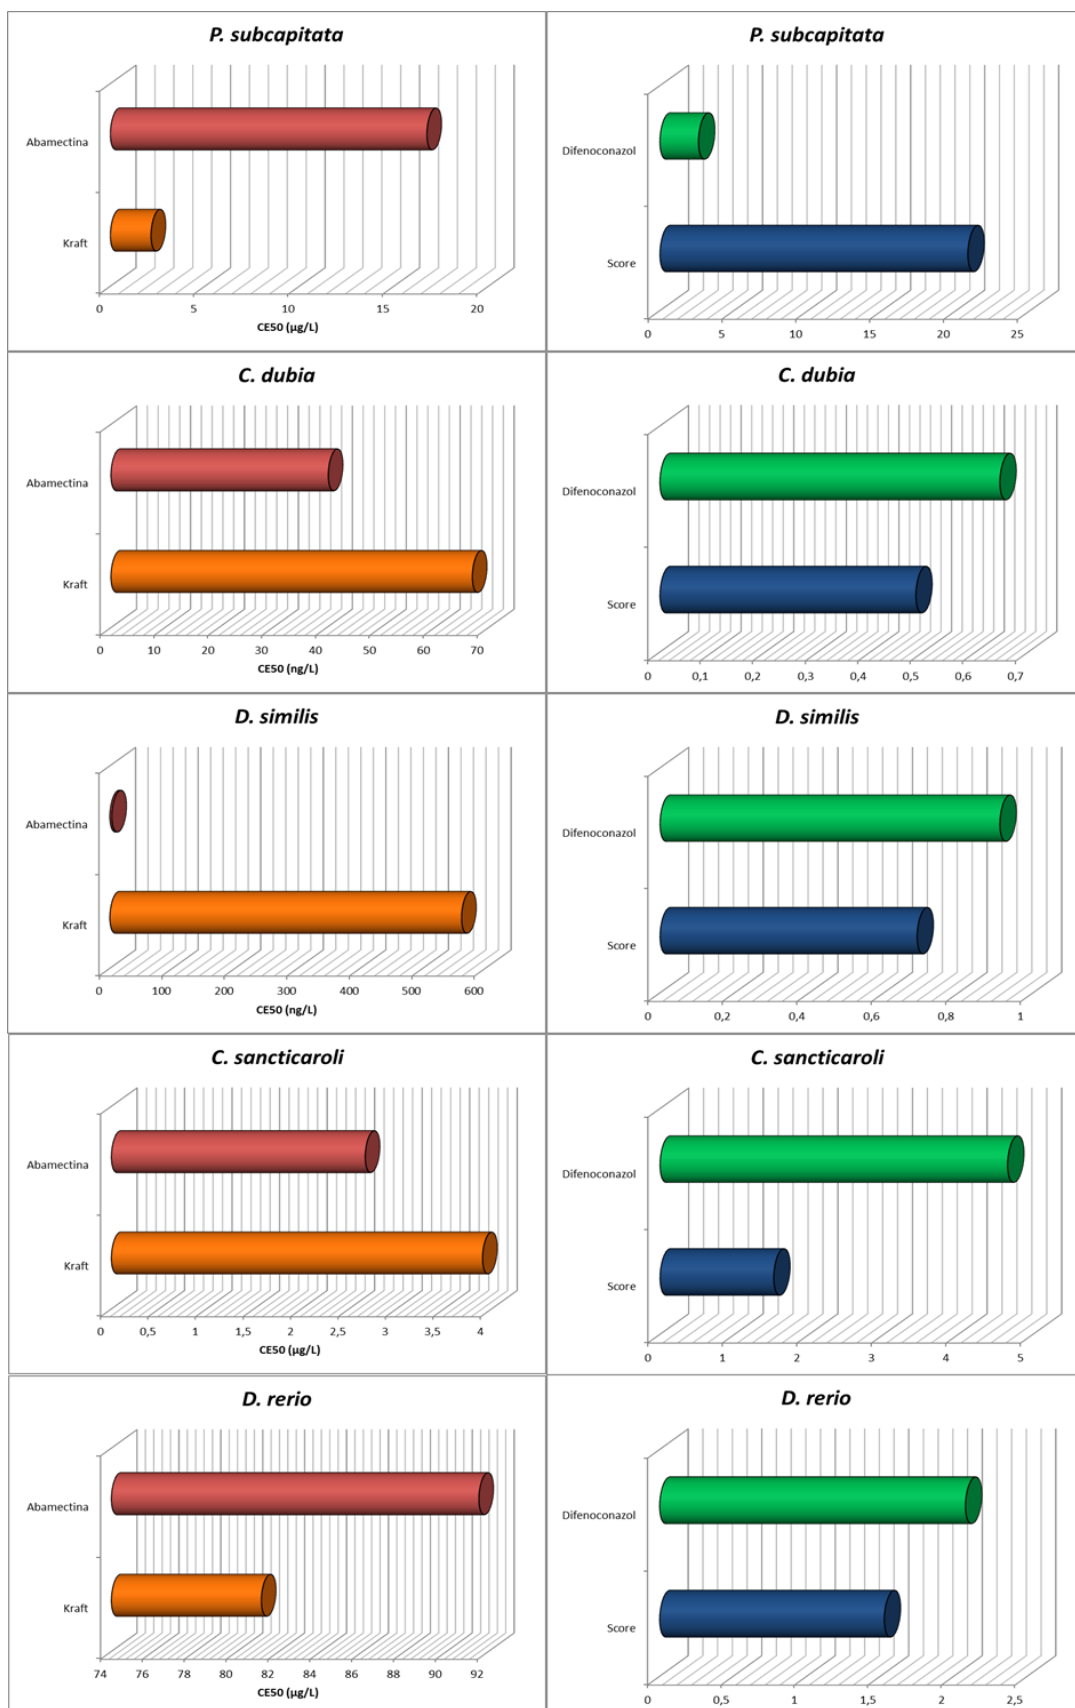 P. subcapitata
Abamectina
Kraft
0 5 10 15 20
CE50 (µg/L)
P. subcapitata
Difenoconazol
Score
0 5 10 15 20 25
C. dubia
Abamectina
Kraft
0 10 20 30 40 50 60 70
CE50 (ng/L)
C. dubia
Difenoconazol
Score
0 0,1 0,2 0,3 0,4 0,5 0,6 0,7
D. similis
Abamectina
Kraft
0 100 200 300 400 500 600
CE50 (ng/L)
D. similis
Difenoconazol
Score
0 0,2 0,4 0,6 0,8 1
C. sancticaroli
Abamectina
Kraft
0 0,5 1 1,5 2 2,5 3 3,5 4
CE50 (µg/L)
C. sancticaroli
Difenoconazol
Score
0 1 2 3 4 5
D. rerio
Abamectina
Kraft
74 76 78 80 82 84 86 88 90 92
CE50 (µg/L)
D. rerio
Difenoconazol
Score
0 0,5 1 1,5 2 2,5